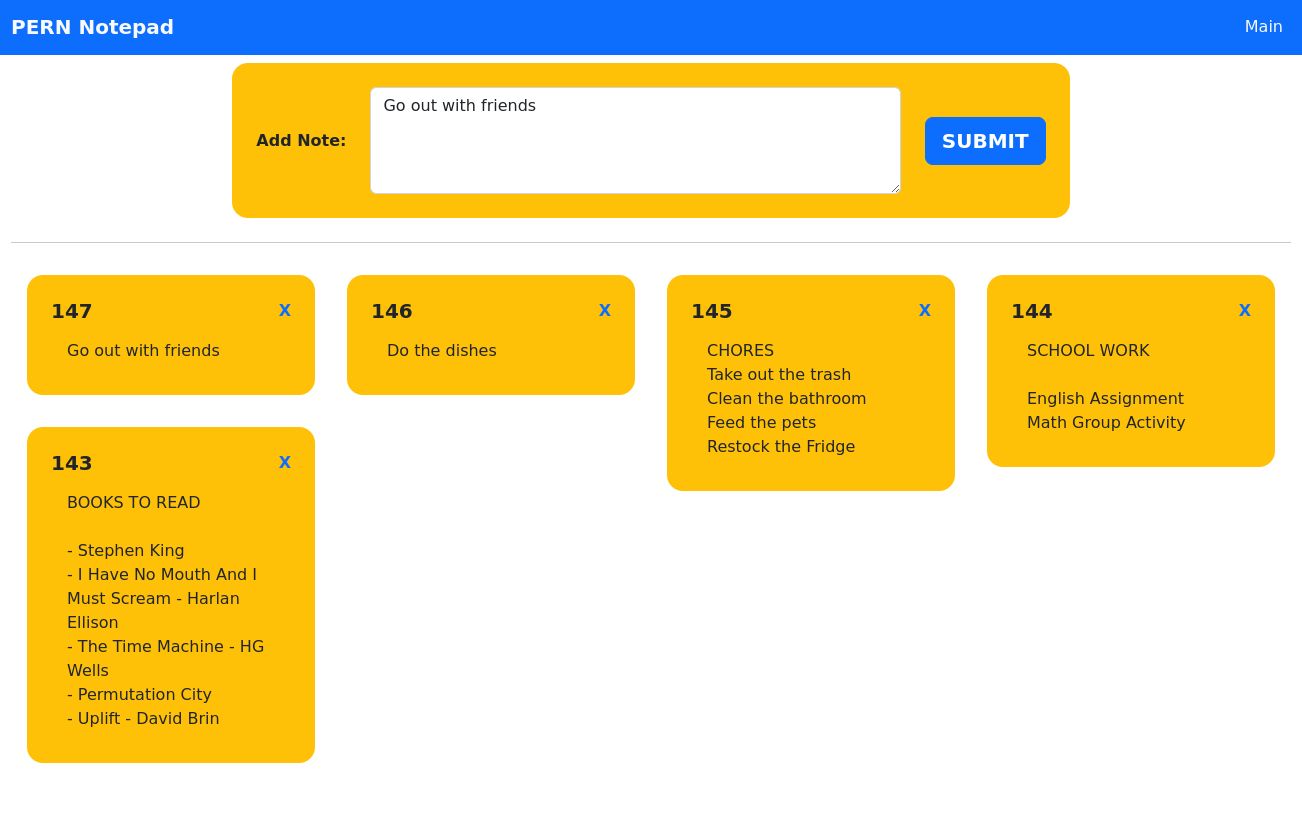 PERN Notepad
Main
Add Note:
Go out with friends
SUBMIT
147
X
Go out with friends
146
X
Do the dishes
145
X
CHORES
Take out the trash
Clean the bathroom
Feed the pets
Restock the Fridge
144
X
SCHOOL WORK
English Assignment
Math Group Activity
143
X
BOOKS TO READ
- Stephen King
- I Have No Mouth And I
Must Scream - Harlan
Ellison
- The Time Machine - HG
Wells
- Permutation City
- Uplift - David Brin